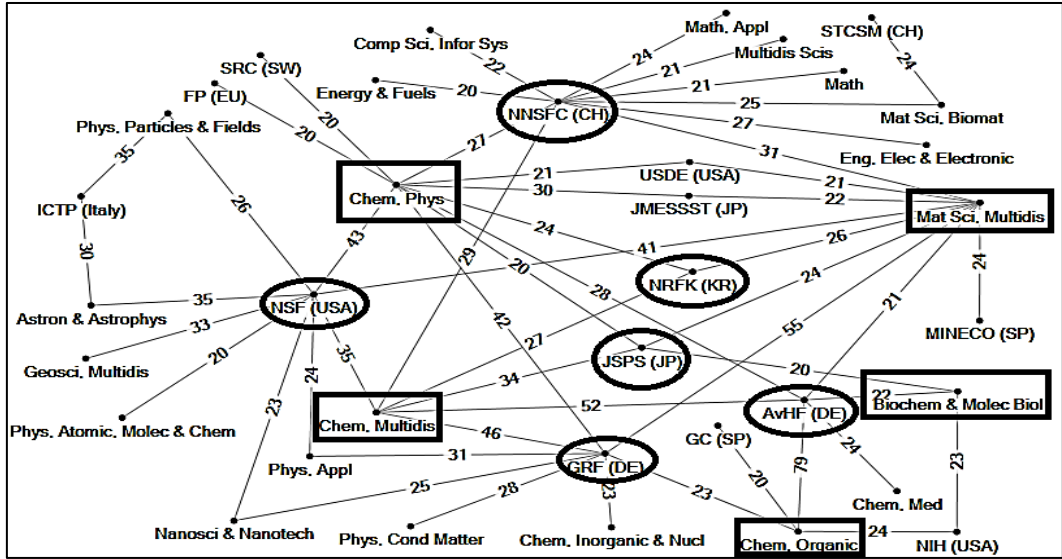 Math, Appl
STCSM (CH)
Comp Sci, Infor Sys
24
Multidis Scis
22
21
24
SRC (SW)
Energy & Fuels
20
21
Math
FP (EU)
NNSFC (CH)
25
Mat Sci, Biomat
Phys, Particles & Fields
20
20
27
27
Eng, Elec & Electronic
31
35
21
USDE (USA)
21
ICTP (Italy)
Chem, Phys
30
JMESSST (JP)
22
Mat Sci, Multidis
26
24
43
29
41
26
30
20
24
24
35
NSF (USA)
NRFK (KR)
28
Astron & Astrophys
33
42
21
55
MINECO (SP)
Geosci, Multidis
20
35
27
JSPS (JP)
24
34
20
23
52
22
Chem, Multidis
AvHF (DE)
Biochem & Molec Biol
Phys, Atomic, Molec & Chem
46
GC (SP)
24
Phys, Appl
31
GRF (DE)
79
23
25
28
23
23
20
Chem, Med
Nanosci & Nanotech
Phys, Cond Matter
Chem, Inorganic & Nucl
Chem, Organic
24
NIH (USA)